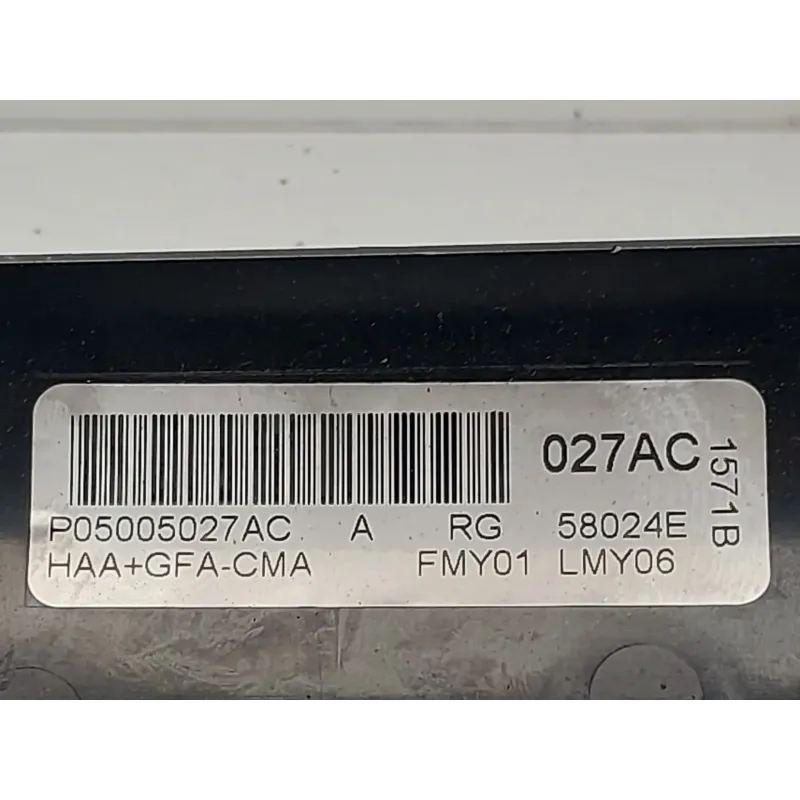 027AC
1571B
P05005027AC A RG 58024E
HAA+GFA-CMA FMY01 LMY06